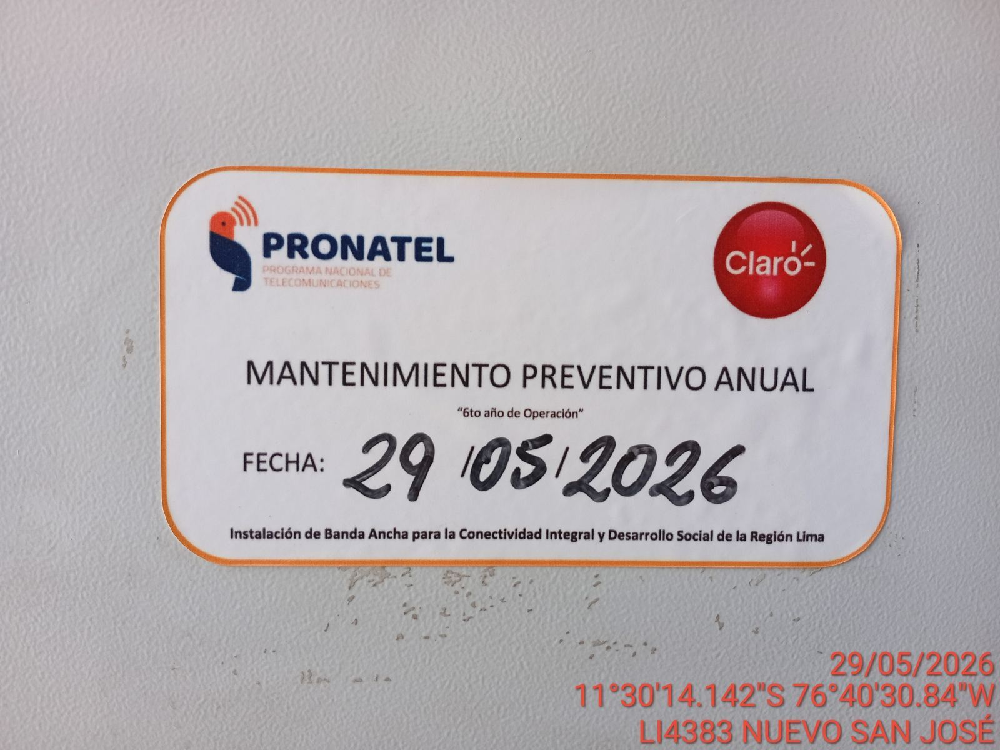 PRONATEL
PROGRAMA NACIONAL DE
TELECOMUNICACIONES
Claro
MANTENIMIENTO PREVENTIVO ANUAL
“6to año de Operación”
FECHA: 29/05/2026
Instalación de Banda Ancha para la Conectividad Integral y Desarrollo Social de la Región Lima
29/05/2026
11°30'14.142"S 76°40'30.84"W
LI4383 NUEVO SAN JOSÉ